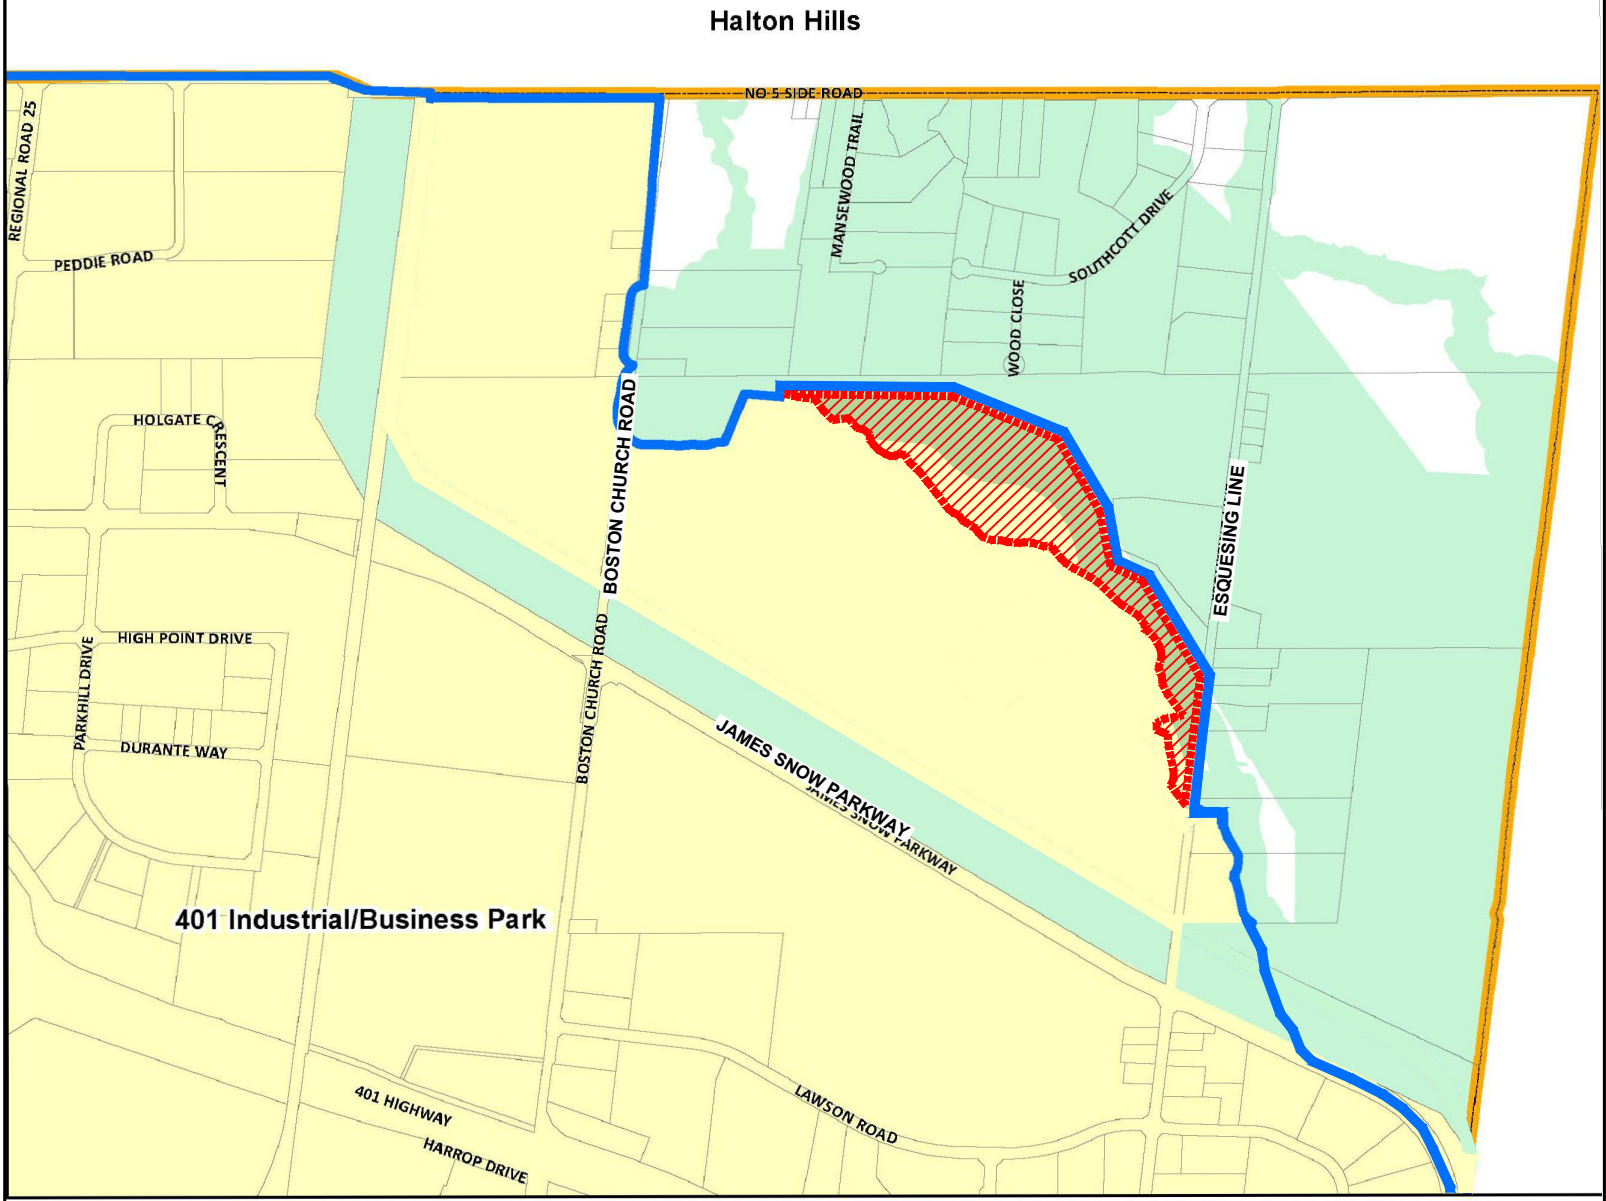 Halton Hills
NO 5 SIDE ROAD
REGIONAL ROAD 25
MANSEWOOD TRAIL
SOUTHCOTT DRIVE
PEDDIE ROAD
WOOD CLOSE
HOLGATE CRESCENT
BOSTON CHURCH ROAD
ESQUESING LINE
HIGH POINT DRIVE
PARKHILL DRIVE
BOSTON CHURCH ROAD
DURANTE WAY
JAMES SNOW PARKWAY
JAMES SNOW PARKWAY
401 Industrial/Business Park
401 HIGHWAY
LAWSON ROAD
HARROP DRIVE